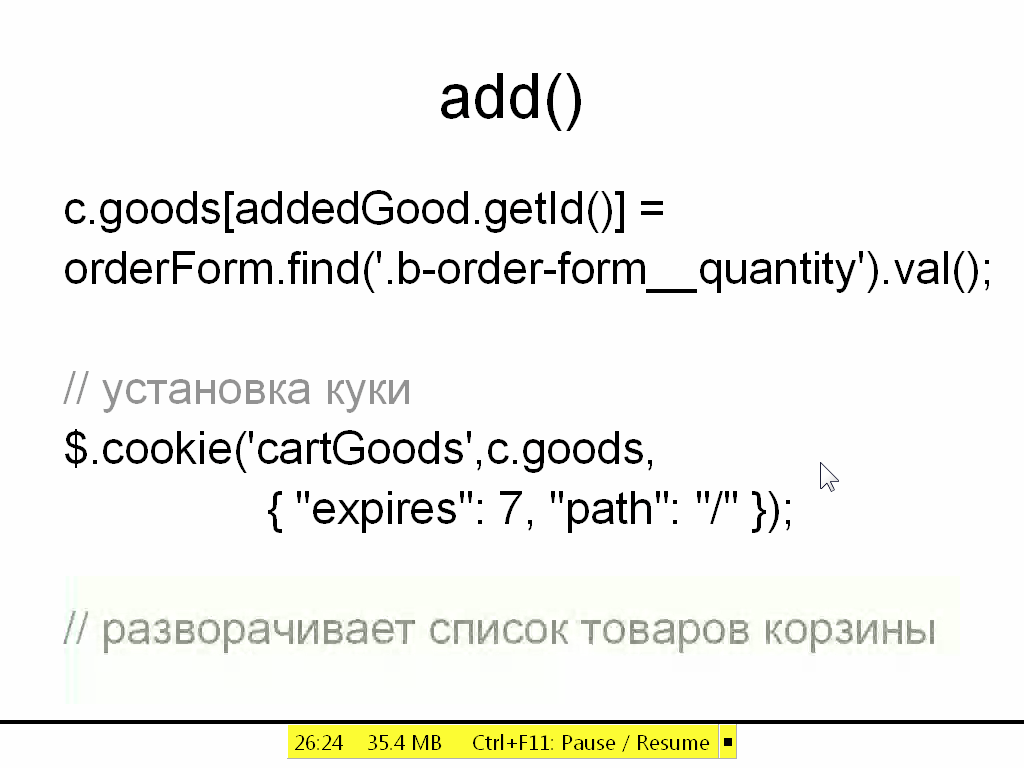 add()
c.goods[addedGood.getId()] =
orderForm.find('.b-order-form__quantity').val();
// установка куки
$.cookie('cartGoods',c.goods,
{ "expires": 7, "path": "/" });
// разворачивает список товаров корзины
26:24 35.4 MB Ctrl+F11: Pause / Resume